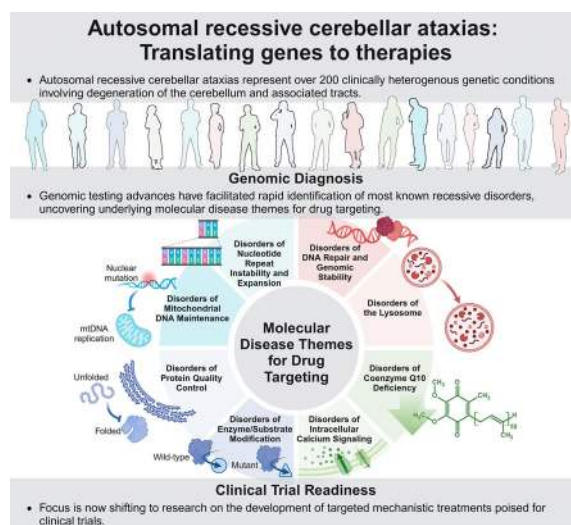 Autosomal recessive cerebellar ataxias:
Translating genes to therapies
• Autosomal recessive cerebellar ataxias represent over 200 clinically heterogenous genetic conditions
involving degeneration of the cerebellum and associated tracts.
Genomic Diagnosis
• Genomic testing advances have facilitated rapid identification of most known recessive disorders,
uncovering underlying molecular disease themes for drug targeting.
Disorders of
Nucleotide
Repeat
Instability and
Expansion
Disorders of
DNA Repair and
Genomic
Stability
Nuclear
mutation
Disorders of
Mitochondrial
DNA Maintenance
Disorders of
the Lysosome
mtDNA
replication
Molecular
Disease Themes
for Drug
Targeting
Unfolded
Disorders of
Protein Quality
Control
Disorders of
Coenzyme Q10
Deficiency
Folded
Disorders of
Enzyme/Substrate
Modification
Disorders of
Intracellular
Calcium Signaling
Wild-type
Mutant
O
CH₃
CH₃
H
10
CH₃
O
Clinical Trial Readiness
• Focus is now shifting to research on the development of targeted mechanistic treatments poised for
clinical trials.